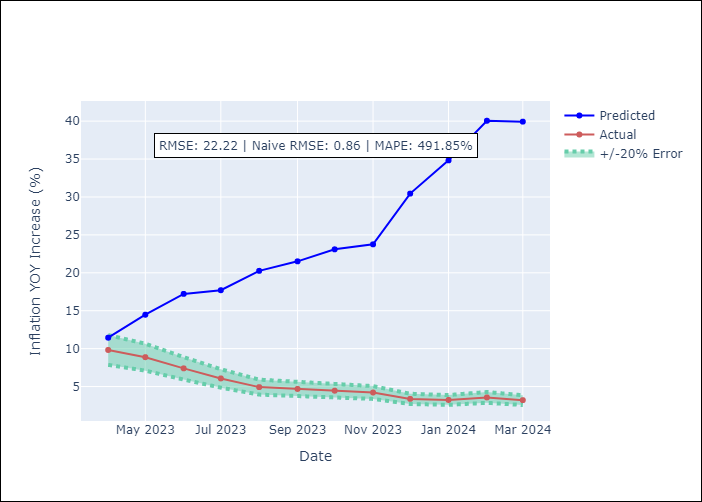 RMSE: 22.22 | Naive RMSE: 0.86 | MAPE: 491.85%
Predicted
Actual
+/-20% Error
Inflation YOY Increase (%)
40
35
30
25
20
15
10
5
May 2023 Jul 2023 Sep 2023 Nov 2023 Jan 2024 Mar 2024
Date